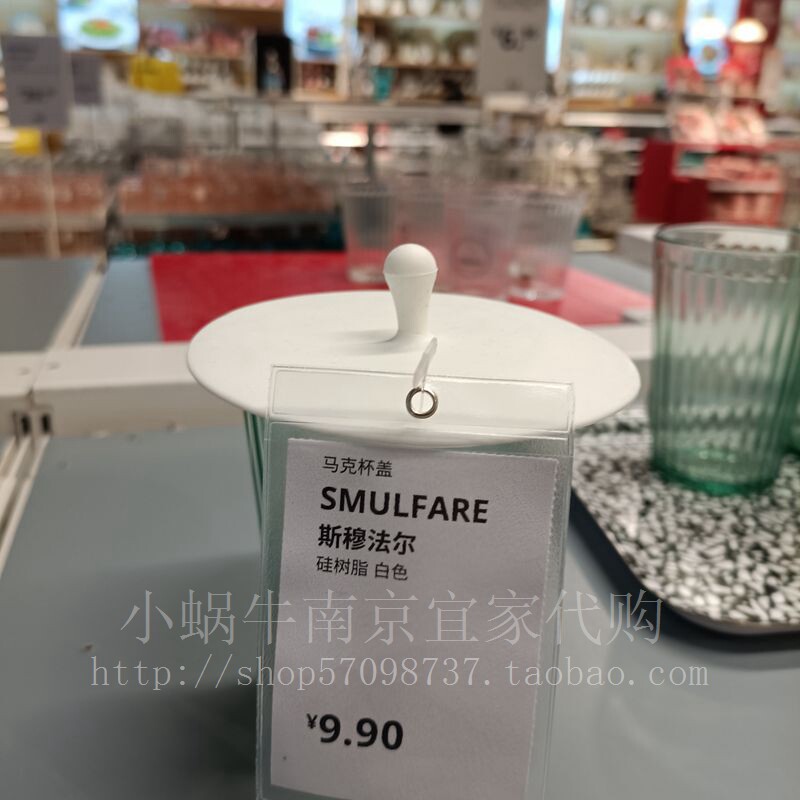 马克杯盖
SMULFARE
斯穆法尔
硅树脂 白色
小蜗牛南京宜家代购
http://shop57098737.taobao.com
¥9.90